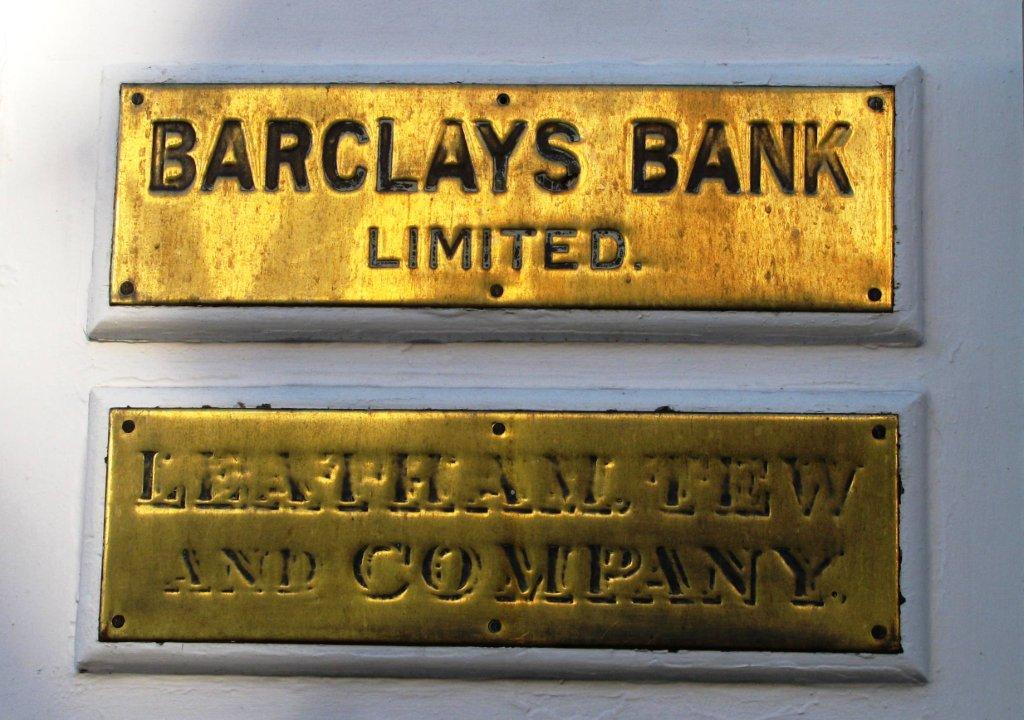 BARCLAYS BANK
LIMITED.
LEATHAM. TEW
AND COMPANY.